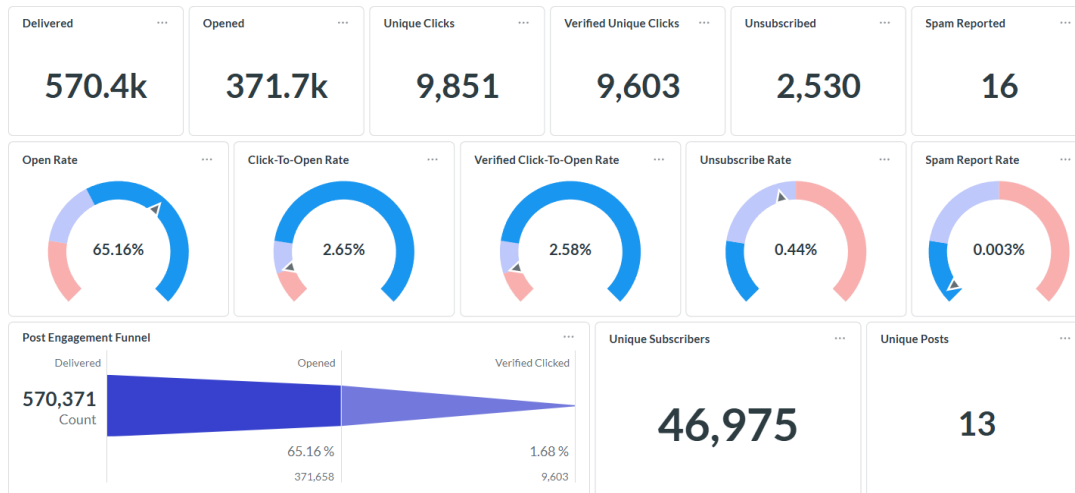 Delivered
Opened
Unique Clicks
Verified Unique Clicks
Unsubscribed
Spam Reported
570.4k
371.7k
9,851
9,603
2,530
16
Open Rate
Click-To-Open Rate
Verified Click-To-Open Rate
Unsubscribe Rate
Spam Report Rate
65.16%
2.65%
2.58%
0.44%
0.003%
Post Engagement Funnel
Unique Subscribers
Unique Posts
Delivered
Opened
Verified Clicked
570,371
Count
65.16 %
1.68 %
371,658
9,603
46,975
13